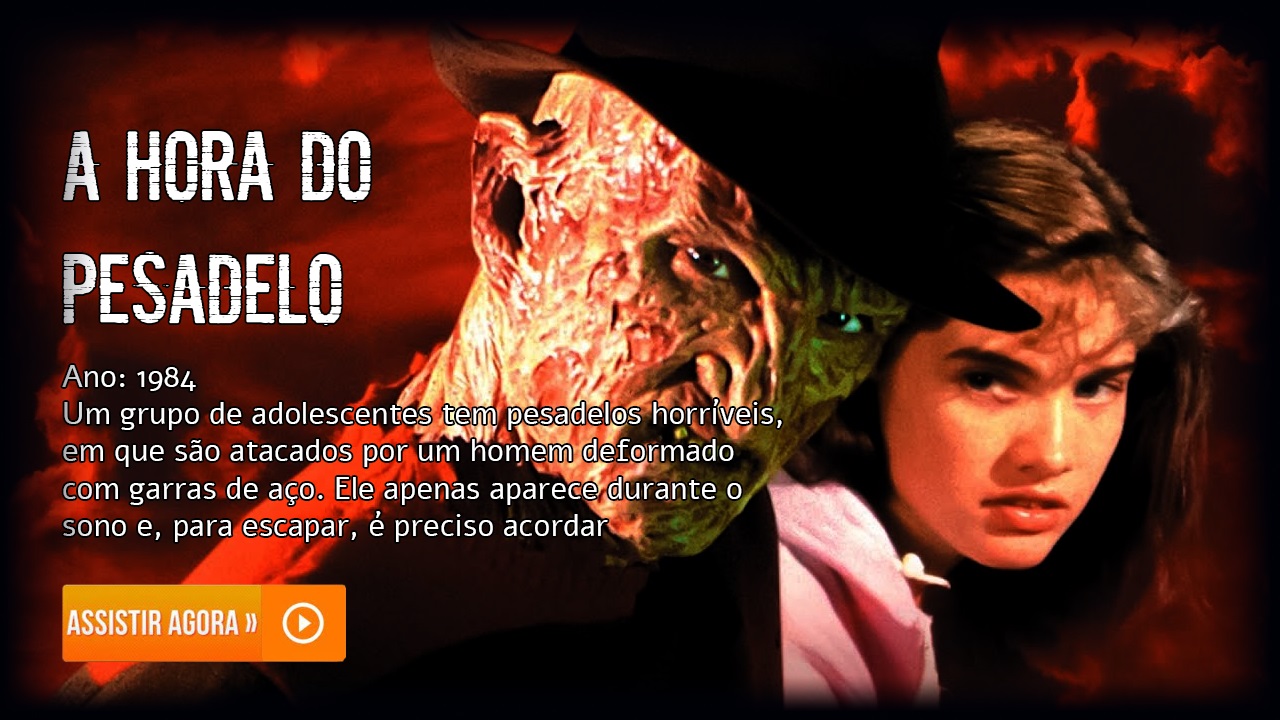 A HORA DO
PESADELO
Ano: 1984
Um grupo de adolescentes tem pesadelos horríveis,
em que são atacados por um homem deformado
com garras de aço. Ele apenas aparece durante o
sono e, para escapar, é preciso acordar
ASSISTIR AGORA »